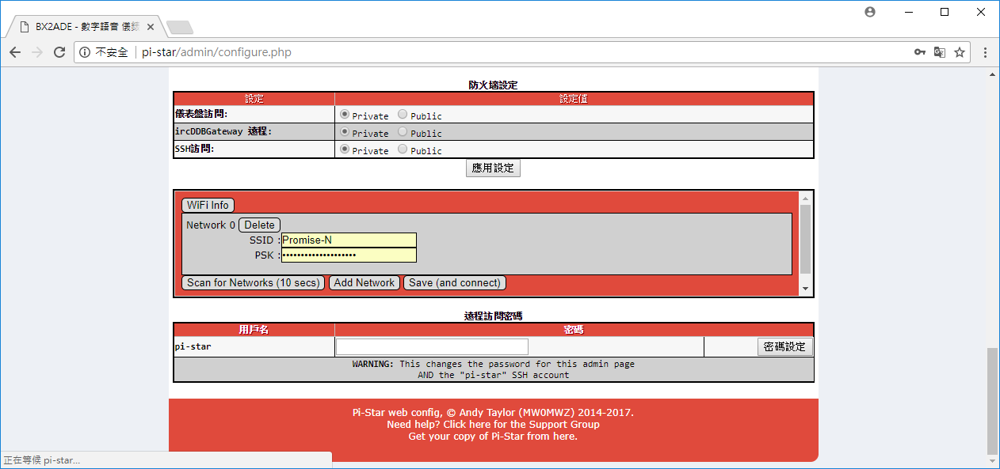 BX2ADE - 數字語音 儀錶
不安全 pi-star/admin/configure.php
防火墻設定
設定 設定值
儀表盤訪問: Private Public
ircDDBGateway 遠程: Private Public
SSH訪問: Private Public
應用設定
WiFi Info
Network 0 Delete
SSID : Promise-N
PSK : ••••••••••••••••••••
Scan for Networks (10 secs) Add Network Save (and connect)
遠程訪問密碼
用戶名 密碼
pi-star 密碼設定
WARNING: This changes the password for this admin page
AND the "pi-star" SSH account
Pi-Star web config, © Andy Taylor (MW0MWZ) 2014-2017.
Need help? Click here for the Support Group
Get your copy of Pi-Star from here.
正在等候 pi-star...